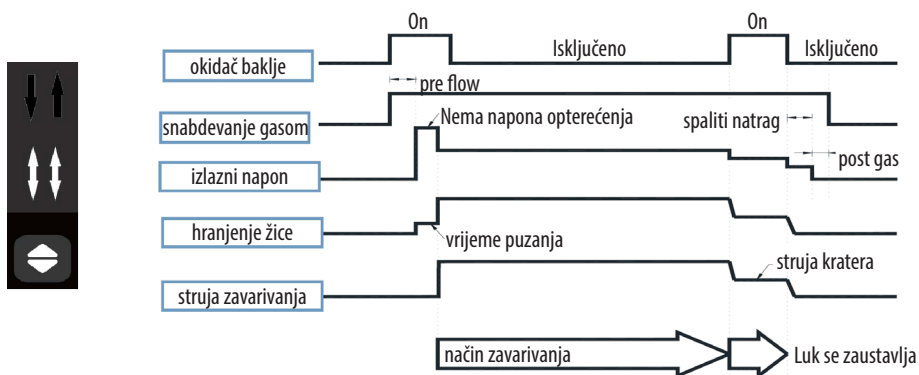 On
On
okidač baklje
Isključeno
Isključeno
pre flow
snabdevanje gasom
Nema napona opterećenja
spaliti natrag
izlazni napon
post gas
hranjenje žice
vrijeme puzanja
struja zavarivanja
struja kratera
način zavarivanja
Luk se zaustavlja